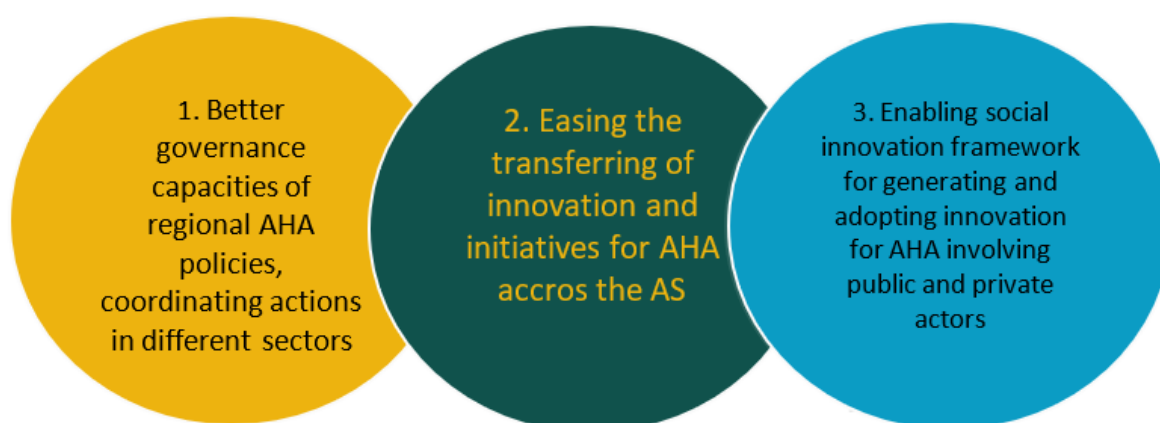 1. Better
governance
capacities of
regional AHA
policies,
coordinating actions
in different sectors
2. Easing the
transferring of
innovation and
initiatives for AHA
accros the AS
3. Enabling social
innovation framework
for generating and
adopting innovation
for AHA involving
public and private
actors